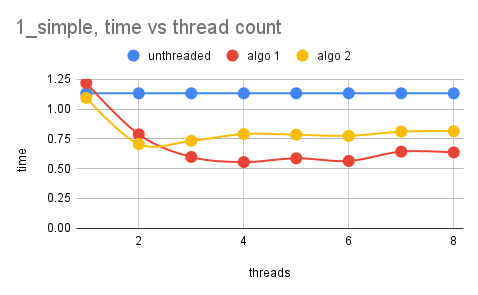 1_simple, time vs thread count
unthreaded algo 1 algo 2
1.25
1.00
0.75
0.50
0.25
0.00
time
2 4 6 8
threads